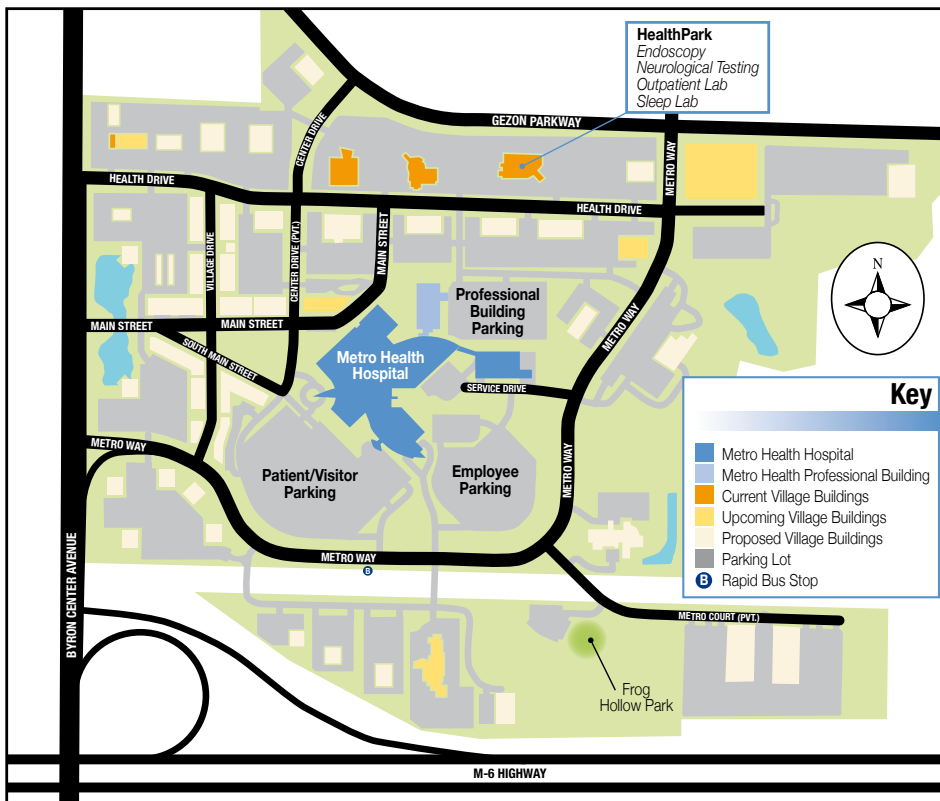 HealthPark
Endoscopy
Neurological Testing
Outpatient Lab
Sleep Lab
GEZON PARKWAY
CENTER DRIVE
METRO WAY
HEALTH DRIVE
HEALTH DRIVE
VILLAGE DRIVE
CENTER DRIVE (PVT.)
MAIN STREET
N
Professional
Building
Parking
MAIN STREET
MAIN STREET
SOUTH MAIN STREET
METRO WAY
Metro Health
Hospital
SERVICE DRIVE
Key
Metro Health Hospital
Metro Health Professional Building
Current Village Buildings
Upcoming Village Buildings
Proposed Village Buildings
Parking Lot
B Rapid Bus Stop
METRO WAY
METRO WAY
Patient/Visitor
Parking
Employee
Parking
METRO WAY
B
METRO COURT (PVT.)
BYRON CENTER AVENUE
Frog
Hollow Park
M-6 HIGHWAY